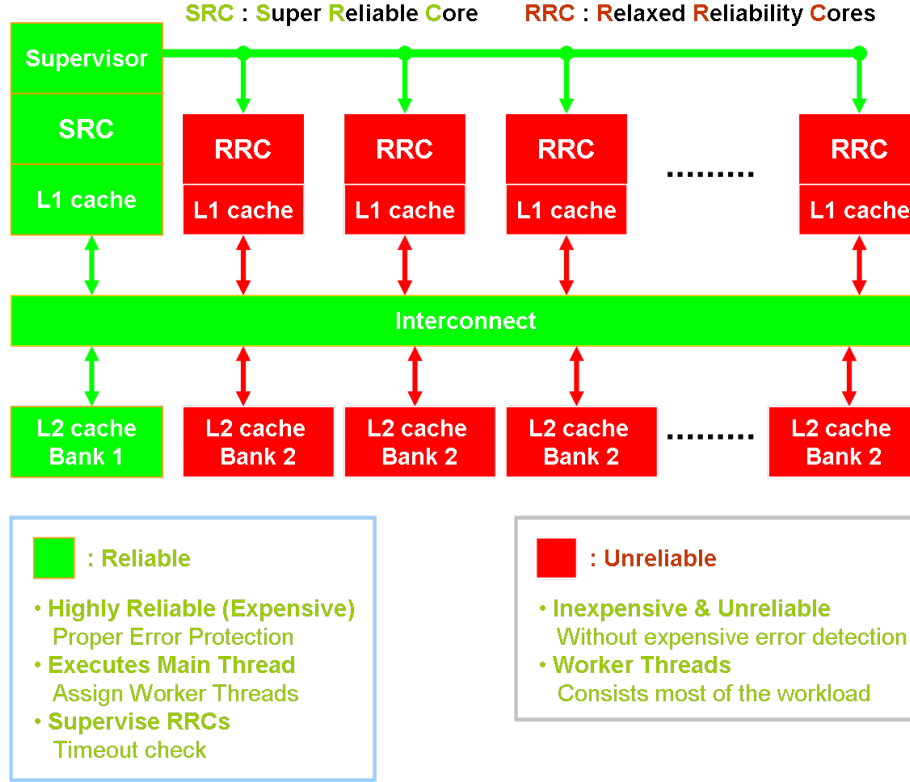 SRC : Super Reliable Core RRC : Relaxed Reliability Cores
Supervisor
SRC
L1 cache
RRC
L1 cache
RRC
L1 cache
RRC
L1 cache
.........
RRC
L1 cache
Interconnect
L2 cache
Bank 1
L2 cache
Bank 2
L2 cache
Bank 2
L2 cache
Bank 2
.........
L2 cache
Bank 2
: Reliable
• Highly Reliable (Expensive)
Proper Error Protection
• Executes Main Thread
Assign Worker Threads
• Supervise RRCs
Timeout check
: Unreliable
• Inexpensive & Unreliable
Without expensive error detection
• Worker Threads
Consists most of the workload